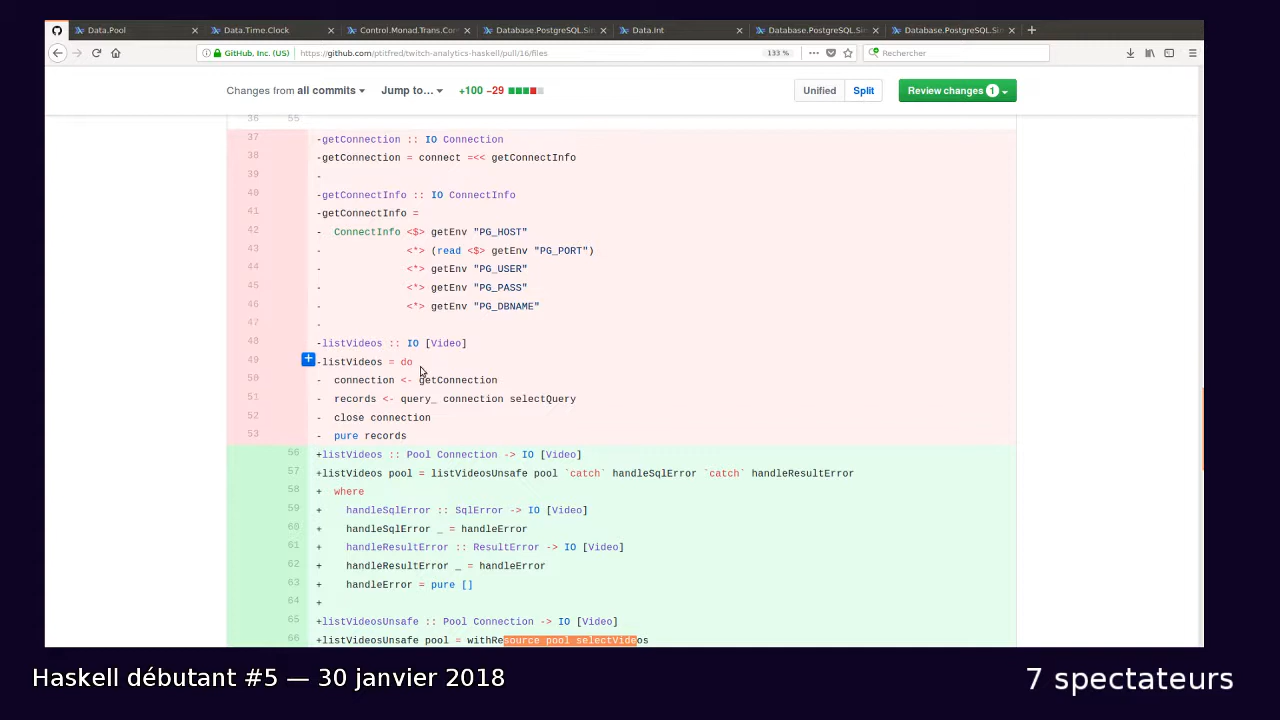 Data.Pool × Data.Time.Clock × Control.Monad.Trans.Con × Database.PostgreSQL.Sin × Data.Int × Database.PostgreSQL.Sin × Database.PostgreSQL.Sin × +
GitHub, Inc. (US) https://github.com/ptitfred/twitch-analytics-haskell/pull/16/files 133 % Rechercher
Changes from all commits Jump to... +100 −29 Unified Split Review changes 1
36 55
37 -getConnection :: IO Connection
38 -getConnection = connect =<< getConnectInfo
39 -
40 -getConnectInfo :: IO ConnectInfo
41 -getConnectInfo =
42 - ConnectInfo <$> getEnv "PG_HOST"
43 - <*> (read <$> getEnv "PG_PORT")
44 - <*> getEnv "PG_USER"
45 - <*> getEnv "PG_PASS"
46 - <*> getEnv "PG_DBNAME"
47 -
48 -listVideos :: IO [Video]
49 + -listVideos = do
50 - connection <- getConnection
51 - records <- query_ connection selectQuery
52 - close connection
53 - pure records
56 +listVideos :: Pool Connection -> IO [Video]
57 +listVideos pool = listVideosUnsafe pool `catch` handleSqlError `catch` handleResultError
58 + where
59 + handleSqlError :: SqlError -> IO [Video]
60 + handleSqlError _ = handleError
61 + handleResultError :: ResultError -> IO [Video]
62 + handleResultError _ = handleError
63 + handleError = pure []
64 +
65 +listVideosUnsafe :: Pool Connection -> IO [Video]
66 +listVideosUnsafe pool = withResource pool selectVideos
Haskell débutant #5 — 30 janvier 2018
7 spectateurs